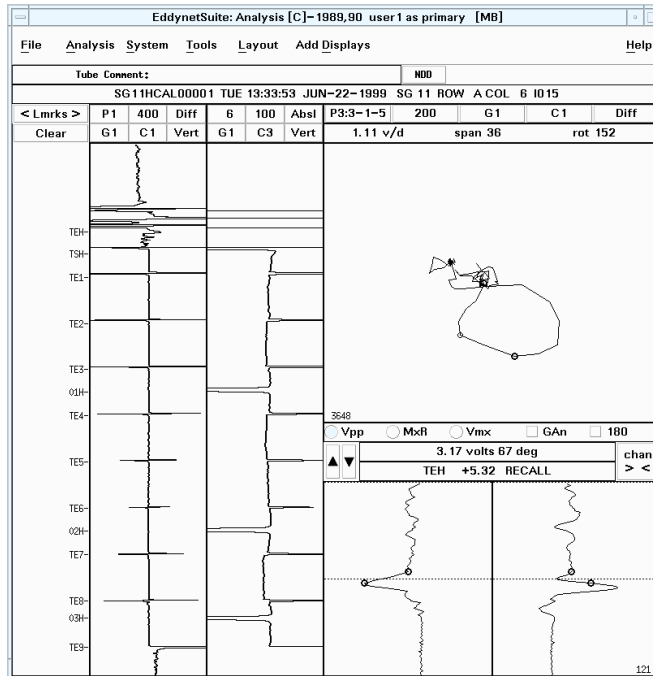 EddynetSuite: Analysis [C]-1989,90 user1 as primary [MB]
File Analysis System Tools Layout Add Displays Help
Tube Comment: NDD
SG11HCAL00001 TUE 13:33:53 JUN-22-1999 SG 11 ROW A COL 6 I015
< Lmrks > P1 400 Diff 6 100 Absl P3:3-1-5 200 G1 C1 Diff
Clear G1 C1 Vert G1 C3 Vert 1.11 v/d span 36 rot 152
TEH
TSH
TE1
TE2
TE3
01H
TE4
TE5
TE6
02H
TE7
TE8
03H
TE9
3648
Vpp MxR Vmx GAn 180
3.17 volts 67 deg chan
TEH +5.32 RECALL > <
121